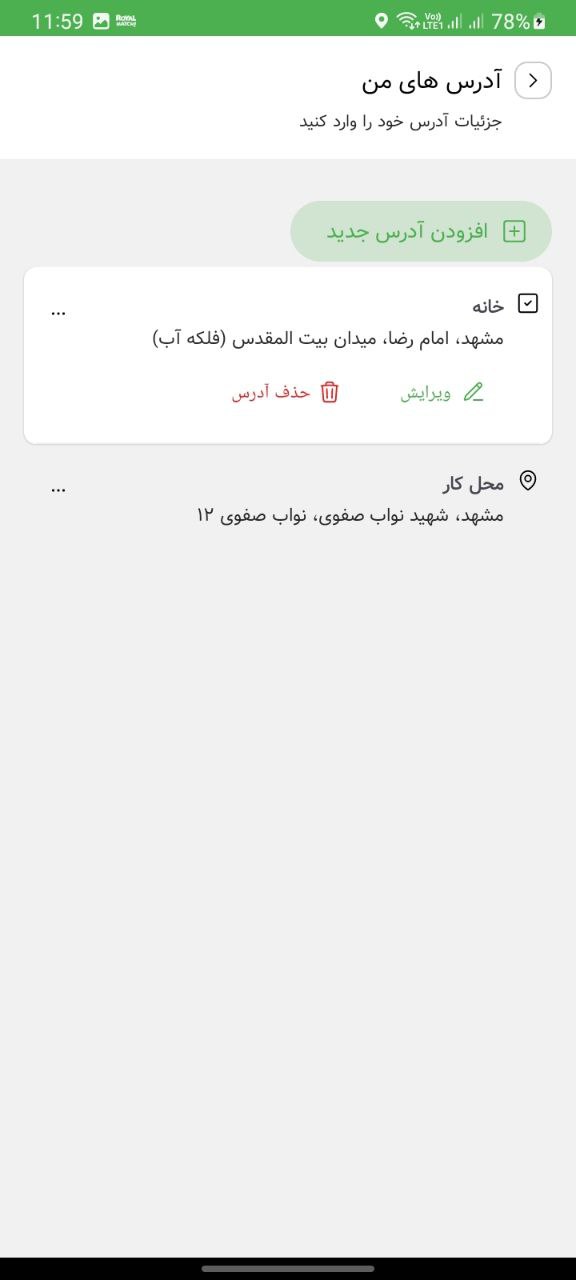 11:59 ROYAL MATCH Vo)) LTE1 78%
آدرس های من
جزئیات آدرس خود را وارد کنید
افزودن آدرس جدید
خانه
...
مشهد، امام رضا، میدان بیت المقدس (فلکه آب)
ویرایش
حذف آدرس
محل کار
...
مشهد، شهید نواب صفوی، نواب صفوی ۱۲